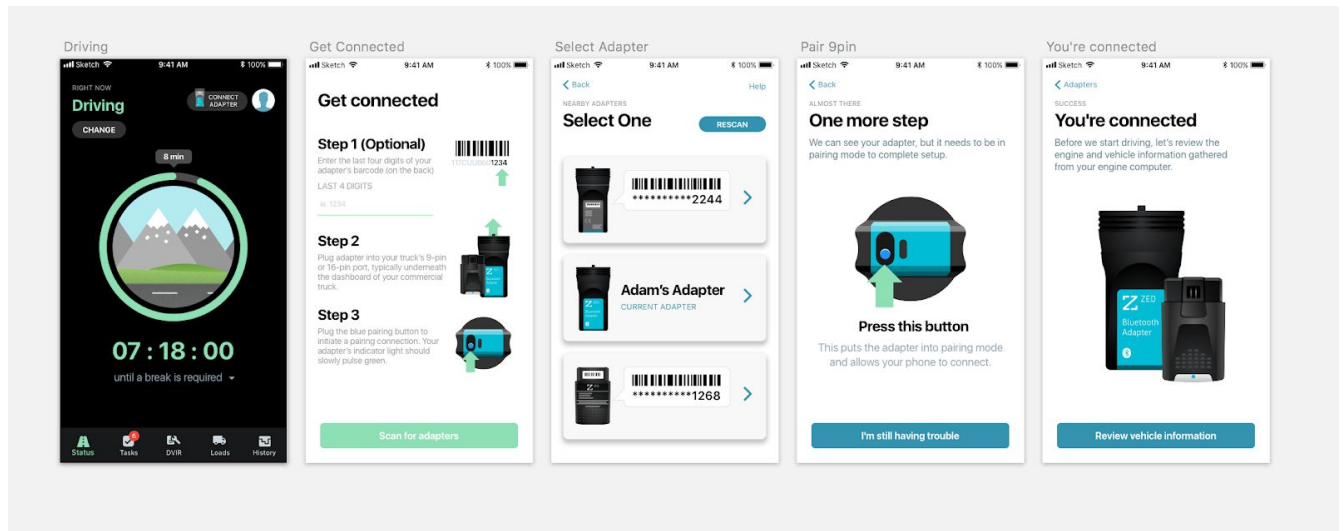 Driving
Sketch
9:41 AM
100%
RIGHT NOW
Driving
CONNECT
ADAPTER
CHANGE
8 min
07 : 18 : 00
until a break is required
6
Status
Tasks
DVIR
Loads
History
Get Connected
Sketch
9:41 AM
100%
Get connected
Step 1 (Optional)
Enter the last four digits of your
adapter's barcode (on the back)
1234
LAST 4 DIGITS
1234
Step 2
Plug adapter into your truck's 9-pin
or 16-pin port, typically underneath
the dashboard of your commercial
truck.
Step 3
Plug the blue pairing button to
initiate a pairing connection. Your
adapter's indicator light should
slowly pulse green.
Scan for adapters
Select Adapter
Sketch
9:41 AM
100%
Back
Help
NEARBY ADAPTERS
Select One
RESCAN
**********2244
Adam's Adapter
CURRENT ADAPTER
**********1268
Pair 9pin
Sketch
9:41 AM
100%
Back
ALMOST THERE
One more step
We can see your adapter, but it needs to be in
pairing mode to complete setup.
Press this button
This puts the adapter into pairing mode
and allows your phone to connect.
I'm still having trouble
You're connected
Sketch
9:41 AM
100%
Adapters
SUCCESS
You're connected
Before we start driving, let's review the
engine and vehicle information gathered
from your engine computer.
Z ZED
Bluetooth
Adapter
Review vehicle information